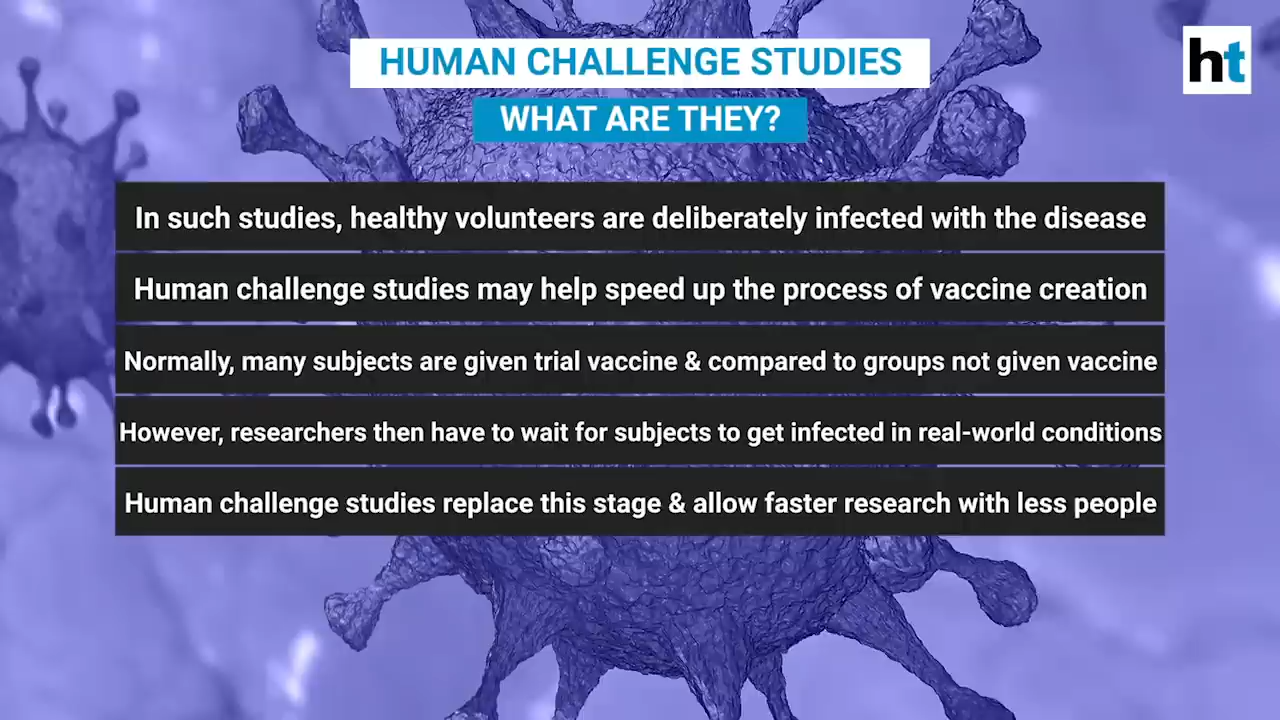 HUMAN CHALLENGE STUDIES
ht
WHAT ARE THEY?
In such studies, healthy volunteers are deliberately infected with the disease
Human challenge studies may help speed up the process of vaccine creation
Normally, many subjects are given trial vaccine & compared to groups not given vaccine
However, researchers then have to wait for subjects to get infected in real-world conditions
Human challenge studies replace this stage & allow faster research with less people